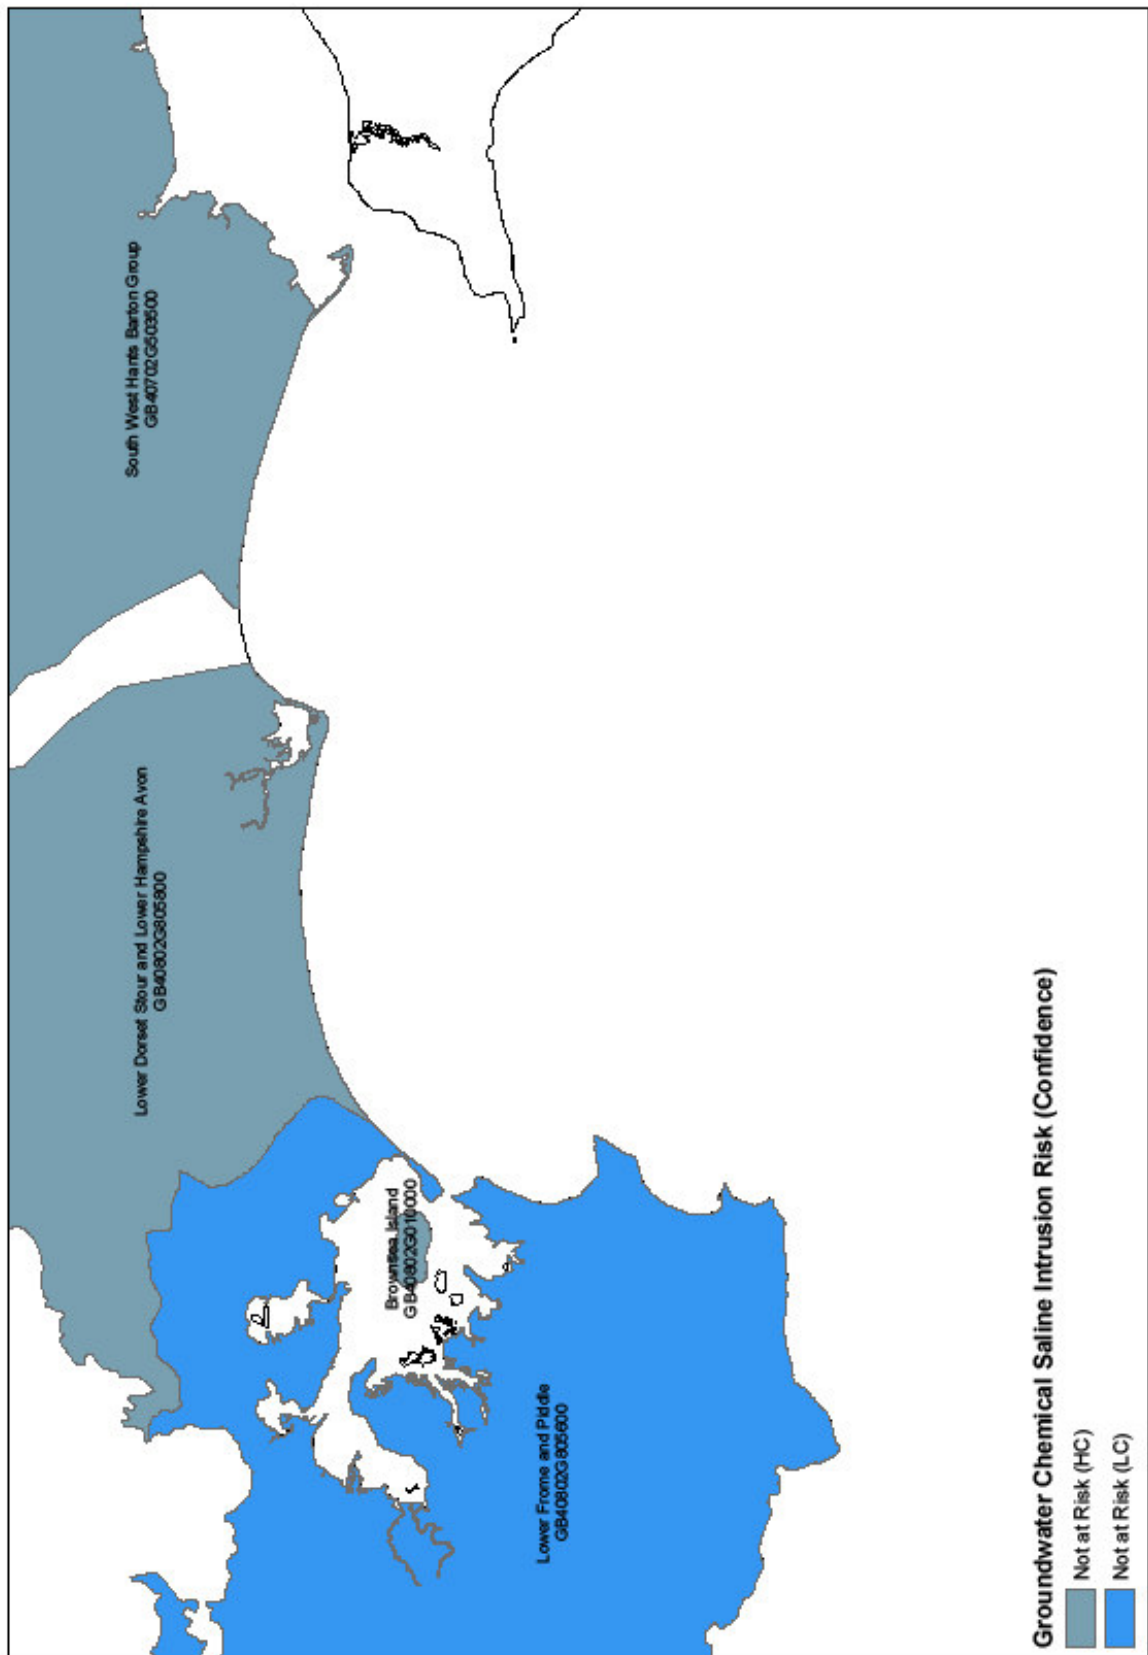 South West Hants Barton Group
GB40702G503500
Lower Dorset Stour and Lower Hampshire Avon
GB40802G805800
Brownsea Island
GB40802G010000
Lower Frome and Piddle
GB40802G805600
Groundwater Chemical Saline Intrusion Risk (Confidence)
Not at Risk (HC)
Not at Risk (LC)